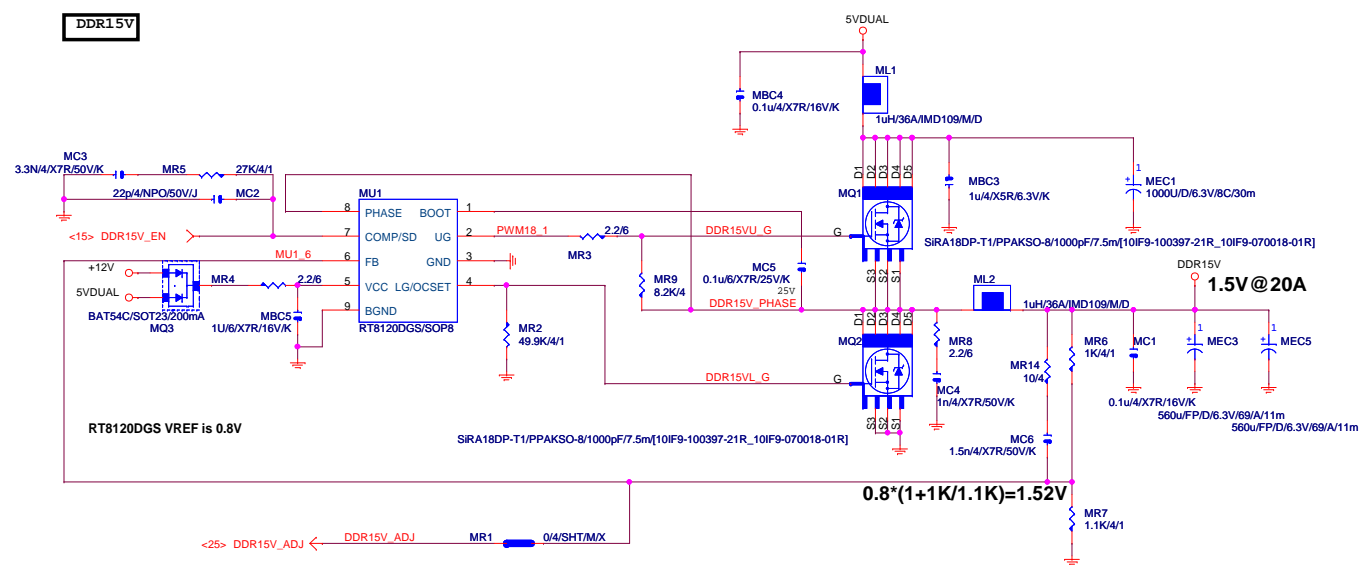 DDR15V
5VDUAL
ML1
1uH/36A/IMD109/M/D
MBC4
0.1u/4/X7R/16V/K
D1
D2
D3
D4
D5
MC3
3.3N/4/X7R/50V/K
MR5
27K/4/1
22p/4/NPO/50V/J
MC2
MU1
8
PHASE
BOOT
1
<15> DDR15V_EN
7
COMP/SD
UG
2
PWM18_1
2.2/6
MR3
DDR15VU_G
G
MQ1
S3
S2
S1
MBC3
1u/4/X5R/6.3V/K
1
+
MEC1
1000U/D/6.3V/8C/30m
SiRA18DP-T1/PPAKSO-8/1000pF/7.5m/[10IF9-100397-21R_10IF9-070018-01R]
MU1_6
6
FB
GND
3
+12V
5VDUAL
MR4
2.2/6
5
VCC
LG/OCSET
4
BAT54C/SOT23/200mA
MQ3
MBC5
1U/6/X7R/16V/K
9
BGND
RT8120DGS/SOP8
MR9
8.2K/4
MC5
0.1u/6/X7R/25V/K
25V
DDR15V_PHASE
MR2
49.9K/4/1
D1
D2
D3
D4
D5
ML2
1uH/36A/IMD109/M/D
DDR15V
1.5V@20A
MQ2
DDR15VL_G
G
S3
S2
S1
MR8
2.2/6
MC4
1n/4/X7R/50V/K
MR14
10/4
MR6
1K/4/1
MC1
0.1u/4/X7R/16V/K
1
+
MEC3
560u/FP/D/6.3V/69/A/11m
1
+
MEC5
560u/FP/D/6.3V/69/A/11m
MC6
1.5n/4/X7R/50V/K
RT8120DGS VREF is 0.8V
SiRA18DP-T1/PPAKSO-8/1000pF/7.5m/[10IF9-100397-21R_10IF9-070018-01R]
0.8*(1+1K/1.1K)=1.52V
MR7
1.1K/4/1
<25> DDR15V_ADJ
DDR15V_ADJ
MR1
0/4/SHT/M/X